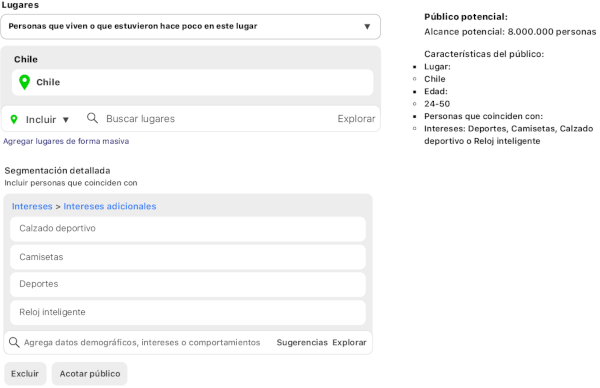 Lugares
Personas que viven o que estuvieron hace poco en este lugar ▼
Chile
Chile
Incluir ▼ Buscar lugares Explorar
Agregar lugares de forma masiva
Segmentación detallada
Incluir personas que coinciden con
Intereses > Intereses adicionales
Calzado deportivo
Camisetas
Deportes
Reloj inteligente
Agrega datos demográficos, intereses o comportamientos Sugerencias Explorar
Excluir Acotar público
Público potencial:
Alcance potencial: 8.000.000 personas
Características del público:
Lugar:
Chile
Edad:
24-50
Personas que coinciden con:
Intereses: Deportes, Camisetas, Calzado
deportivo o Reloj inteligente